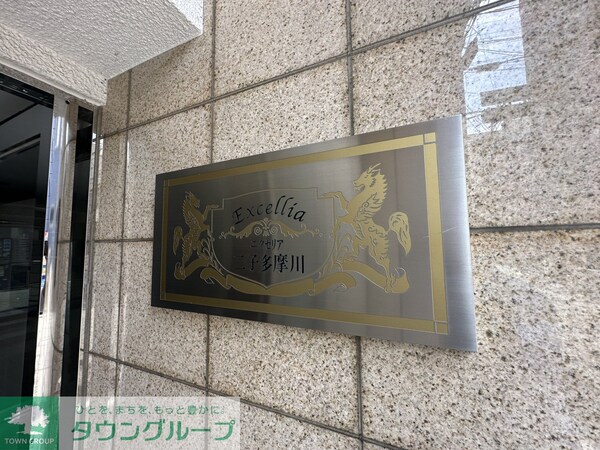 Excellia
エクセリア
二子多摩川
TOWN GROUP
ひとを、まちを、もっと豊かに！
タウングループ